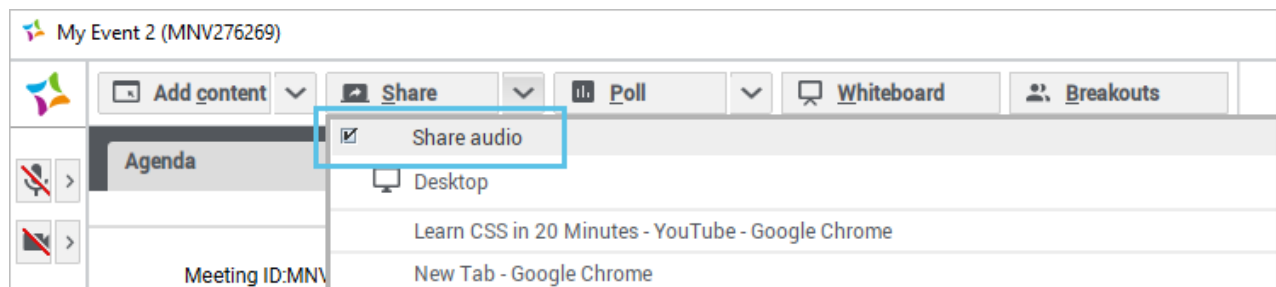 My Event 2 (MNV276269)
Add content Share Poll Whiteboard Breakouts
Share audio
Agenda
Desktop
Learn CSS in 20 Minutes - YouTube - Google Chrome
Meeting ID:MNV
New Tab - Google Chrome